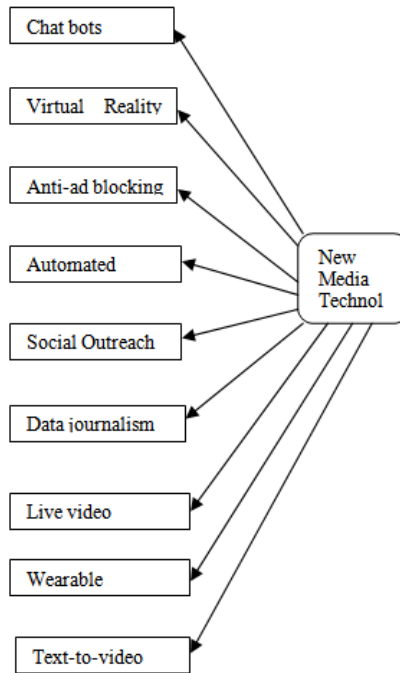 Chat bots
Virtual Reality
Anti-ad blocking
Automated
Social Outreach
Data journalism
Live video
Wearable
Text-to-video
New
Media
Technol